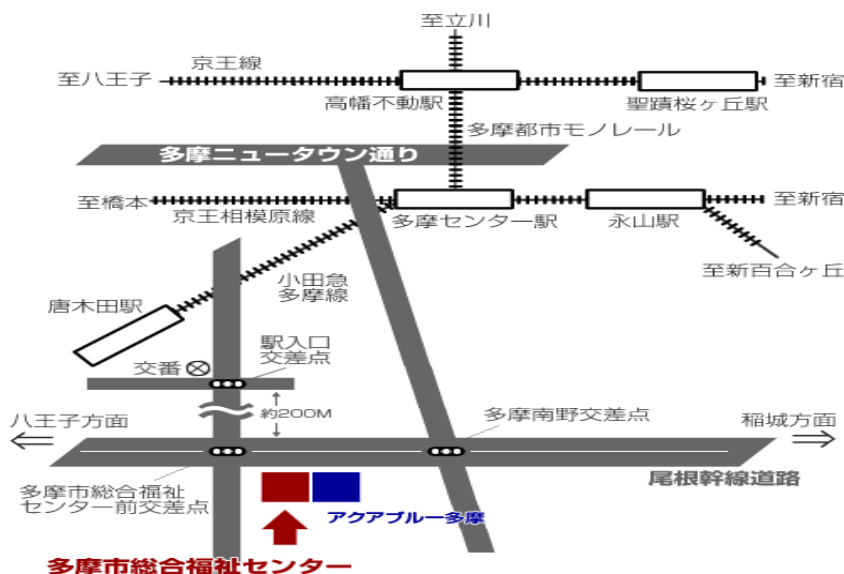 至立川
京王線
至八王子
高幡不動駅
聖蹟桜ヶ丘駅
至新宿
多摩都市モノレール
多摩ニュータウン通り
至橋本
京王相模原線
多摩センター駅
永山駅
至新宿
至新百合ヶ丘
小田急
多摩線
唐木田駅
駅入口
交差点
交番
約200M
八王子方面
多摩南野交差点
稲城方面
尾根幹線道路
多摩市総合福祉
センター前交差点
アクアブルー多摩
多摩市総合福祉センター